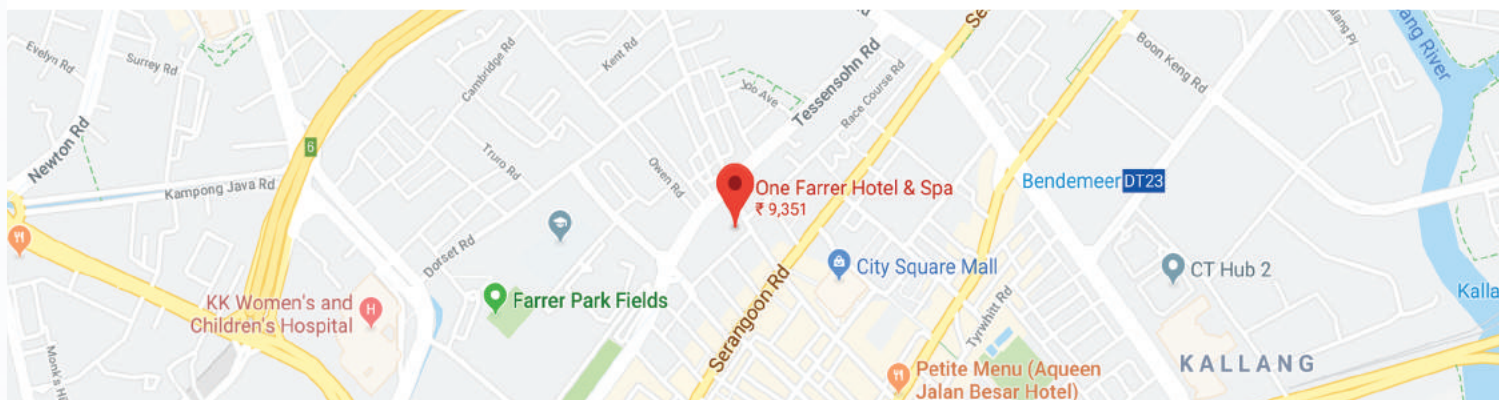 Evelyn Rd
Surrey Rd
Newton Rd
Kampong Java Rd
6
Cambridge Rd
Kent Rd
Truro Rd
Owen Rd
Dorset Rd
Tessensohn Rd
Race Course Rd
Boon Keng Rd
One Farrer Hotel & Spa
₹ 9,351
Bendemeer DT23
City Square Mall
CT Hub 2
Farrer Park Fields
KK Women's and
Children's Hospital
Serangoon Rd
Tyrwhitt Rd
Petite Menu (Aqueen
Jalan Besar Hotel)
KALLANG